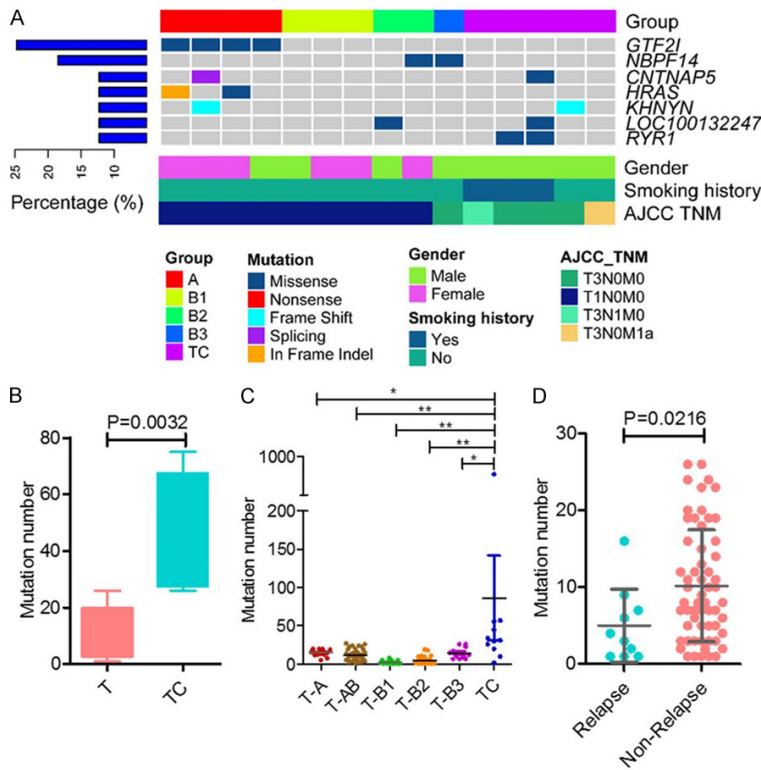 A
Group
GTF2I
NBPF14
CNTNAP5
HRAS
KHNYN
LOC100132247
RYR1
25 20 15 10
Percentage (%)
Gender
Smoking history
AJCC TNM
Group
A
B1
B2
B3
TC
Mutation
Missense
Nonsense
Frame Shift
Splicing
In Frame Indel
Gender
Male
Female
Smoking history
Yes
No
AJCC_TNM
T3N0M0
T1N0M0
T3N1M0
T3N0M1a
B
P=0.0032
Mutation number
80
60
40
20
0
T TC
C
*
**
**
**
*
Mutation number
1000
200
150
100
50
0
T-A T-AB T-B1 T-B2 T-B3 TC
D
P=0.0216
Mutation number
30
20
10
0
Relapse Non-Relapse